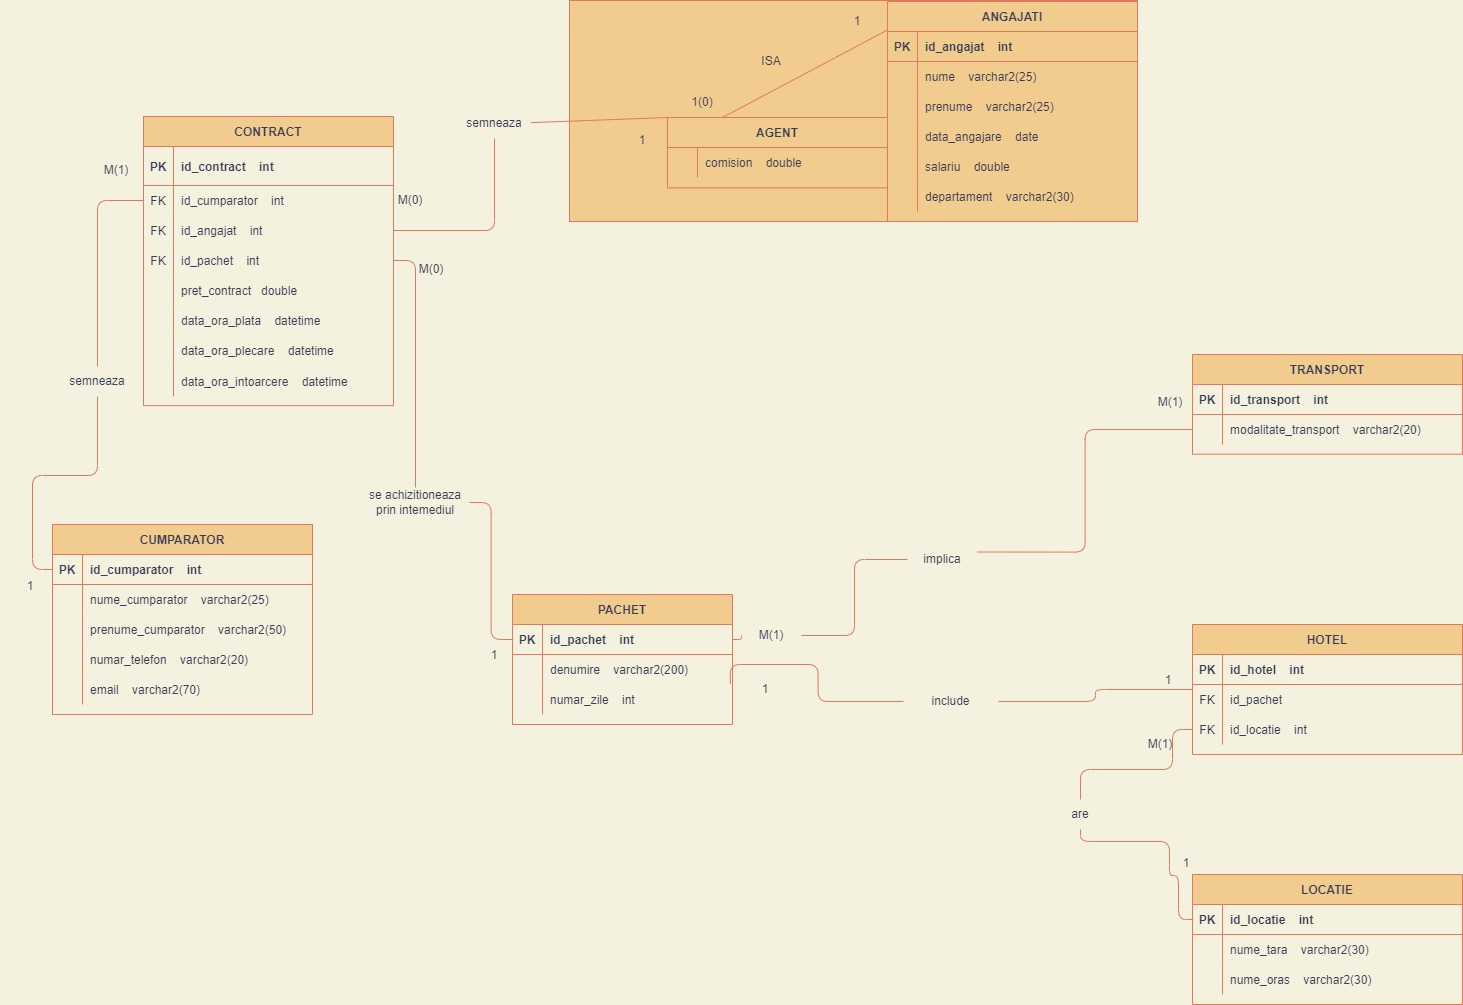 1
ANGAJATI
PK id_angajat int
nume varchar2(25)
prenume varchar2(25)
data_angajare date
salariu double
departament varchar2(30)
ISA
1(0)
1
AGENT
comision double
semneaza
CONTRACT
M(1)
PK id_contract int
FK id_cumparator int
M(0)
FK id_angajat int
FK id_pachet int
M(0)
pret_contract double
data_ora_plata datetime
data_ora_plecare datetime
data_ora_intoarcere datetime
semneaza
TRANSPORT
M(1)
PK id_transport int
modalitate_transport varchar2(20)
se achizitioneaza
prin intemediul
CUMPARATOR
PK id_cumparator int
1
nume_cumparator varchar2(25)
prenume_cumparator varchar2(50)
numar_telefon varchar2(20)
email varchar2(70)
implica
PACHET
PK id_pachet int
M(1)
1
denumire varchar2(200)
numar_zile int
1
include
HOTEL
PK id_hotel int
1
FK id_pachet
FK id_locatie int
M(1)
are
1
LOCATIE
PK id_locatie int
nume_tara varchar2(30)
nume_oras varchar2(30)